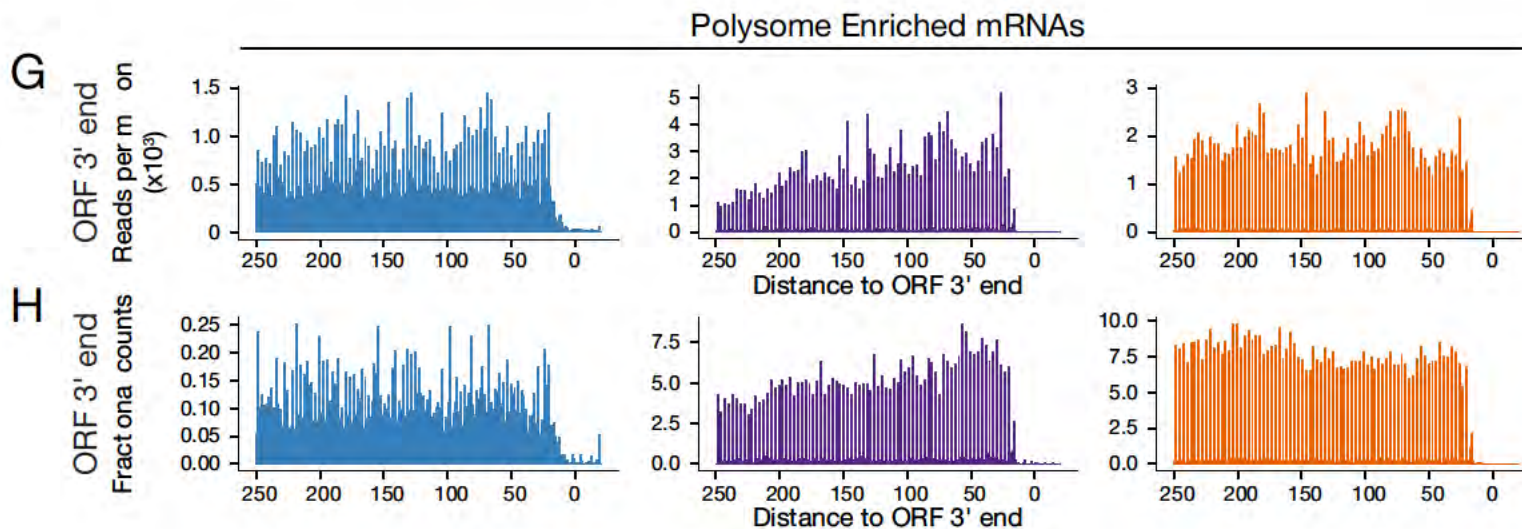 Polysome Enriched mRNAs
G
ORF 3' end
Reads per m on
(x10³)
1.5
1.0
0.5
0
250 200 150 100 50 0
5
4
3
2
1
0
250 200 150 100 50 0
Distance to ORF 3' end
3
2
1
0
250 200 150 100 50 0
H
ORF 3' end
Fract ona counts
0.25
0.20
0.15
0.10
0.05
0.00
250 200 150 100 50 0
7.5
5.0
2.5
0.0
250 200 150 100 50 0
Distance to ORF 3' end
10.0
7.5
10.0
5.0
2.5
0.0
250 200 150 100 50 0